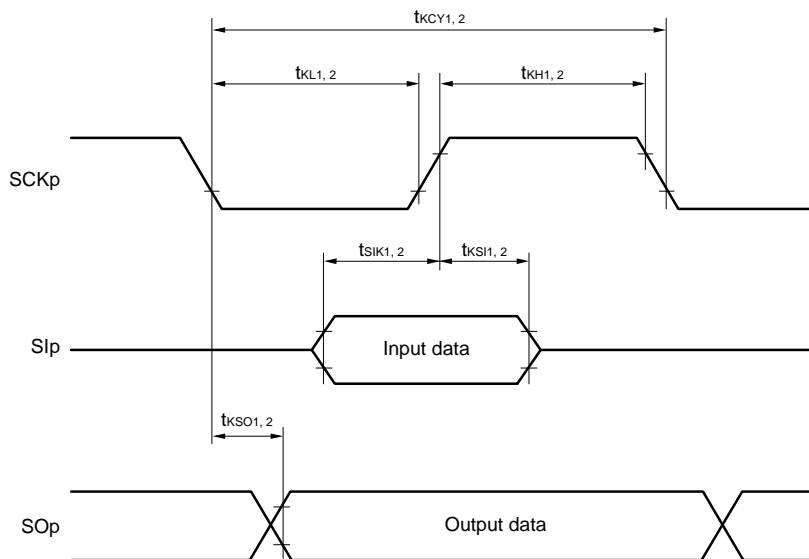 tKCY1, 2
tKL1, 2
tKH1, 2
SCKp
tSIK1, 2
tKSI1, 2
SIp
Input data
tKSO1, 2
SOp
Output data